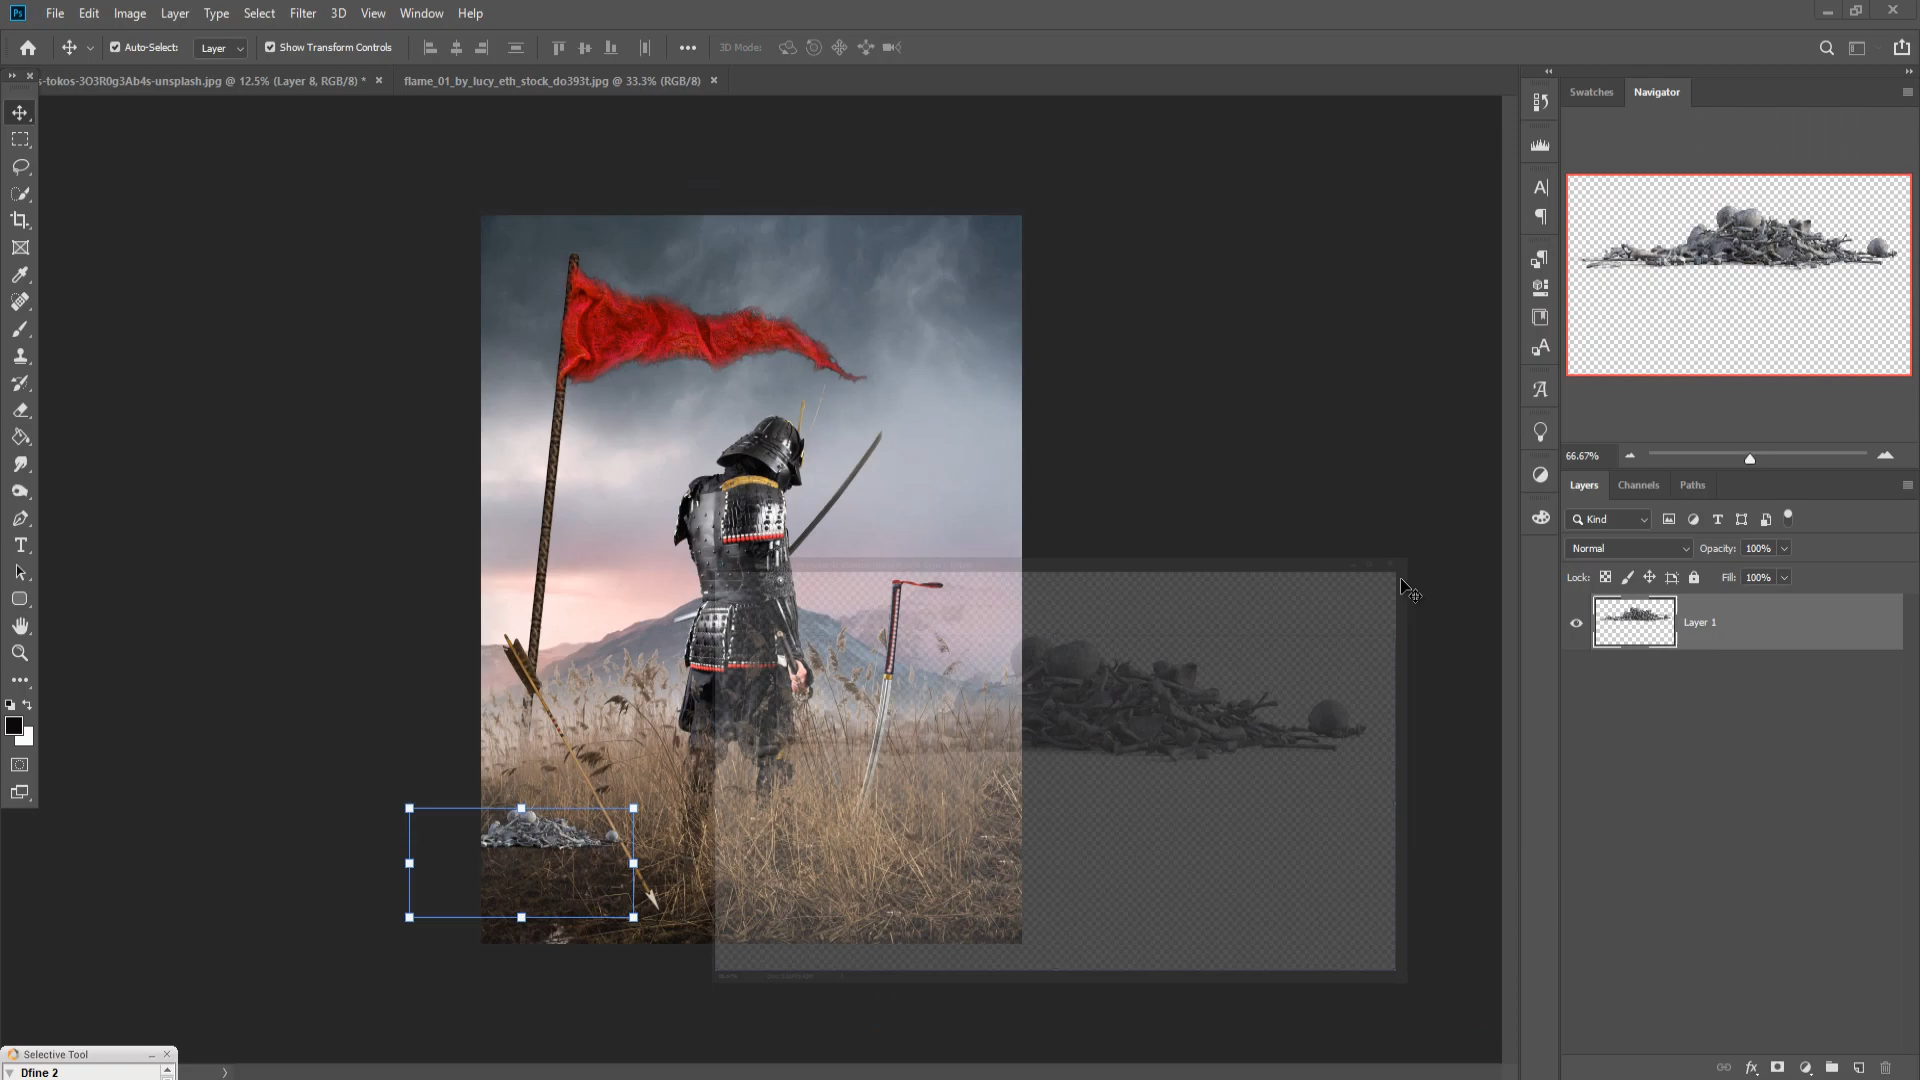 Ps File Edit Image Layer Type Select Filter 3D View Window Help
Auto-Select: Layer Show Transform Controls 3D Mode:
s-tokos-3O3R0g3Ab4s-unsplash.jpg @ 12.5% (Layer 8, RGB/8) * flame_01_by_lucy_eth_stock_do393t.jpg @ 33.3% (RGB/8)
Swatches Navigator
66.67%
Layers Channels Paths
Kind
Normal Opacity: 100%
Lock: Fill: 100%
Layer 1
Selective Tool
Dfine 2